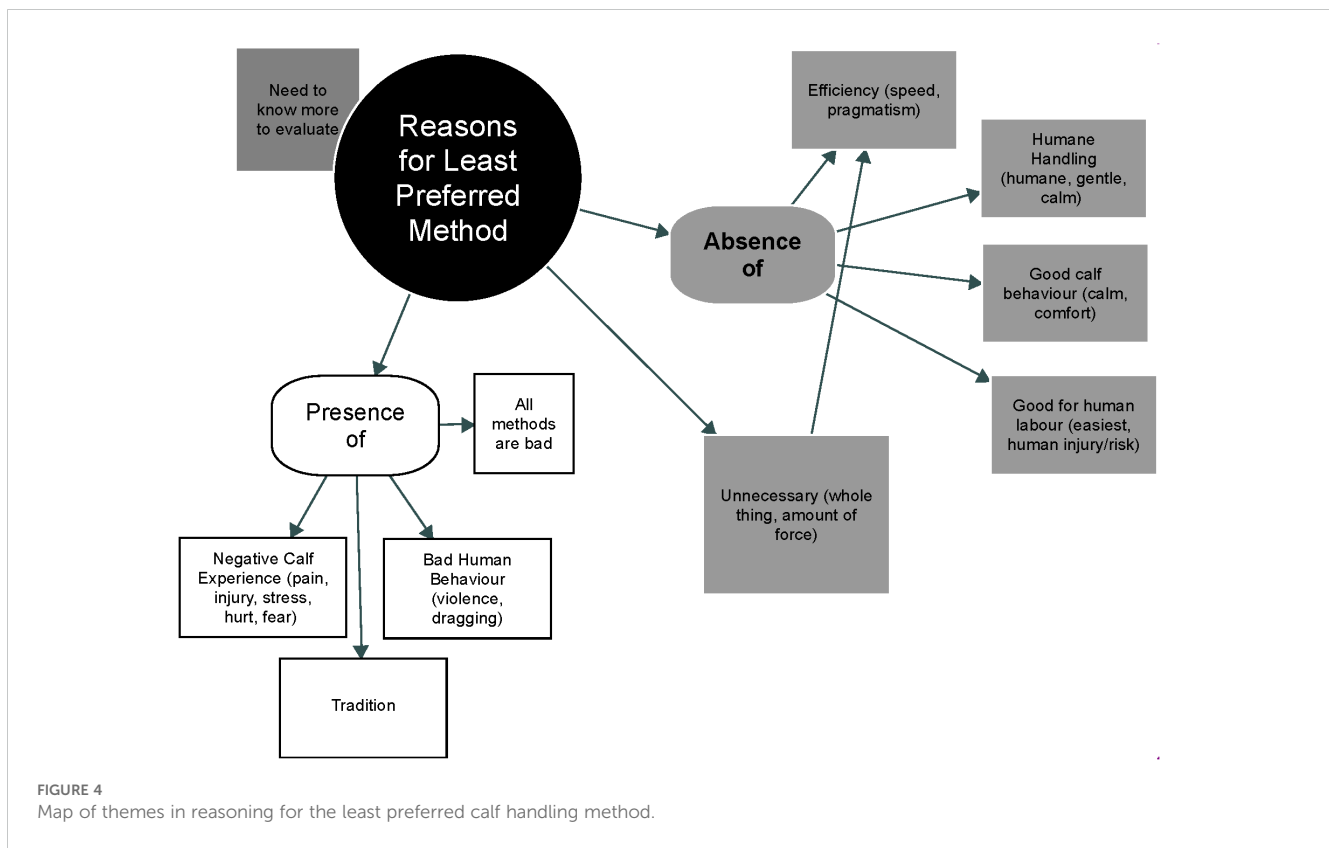 Need to
know more
to evaluate
Reasons
for Least
Preferred
Method
Efficiency (speed,
pragmatism)
Humane
Handling
(humane, gentle,
calm)
Absence
of
Good calf
behaviour (calm,
comfort)
Good for human
labour (easiest,
human injury/risk)
Presence
of
All
methods
are bad
Unnecessary (whole
thing, amount of
force)
Negative Calf
Experience (pain,
injury, stress,
hurt, fear)
Bad Human
Behaviour
(violence,
dragging)
Tradition
FIGURE 4
Map of themes in reasoning for the least preferred calf handling method.